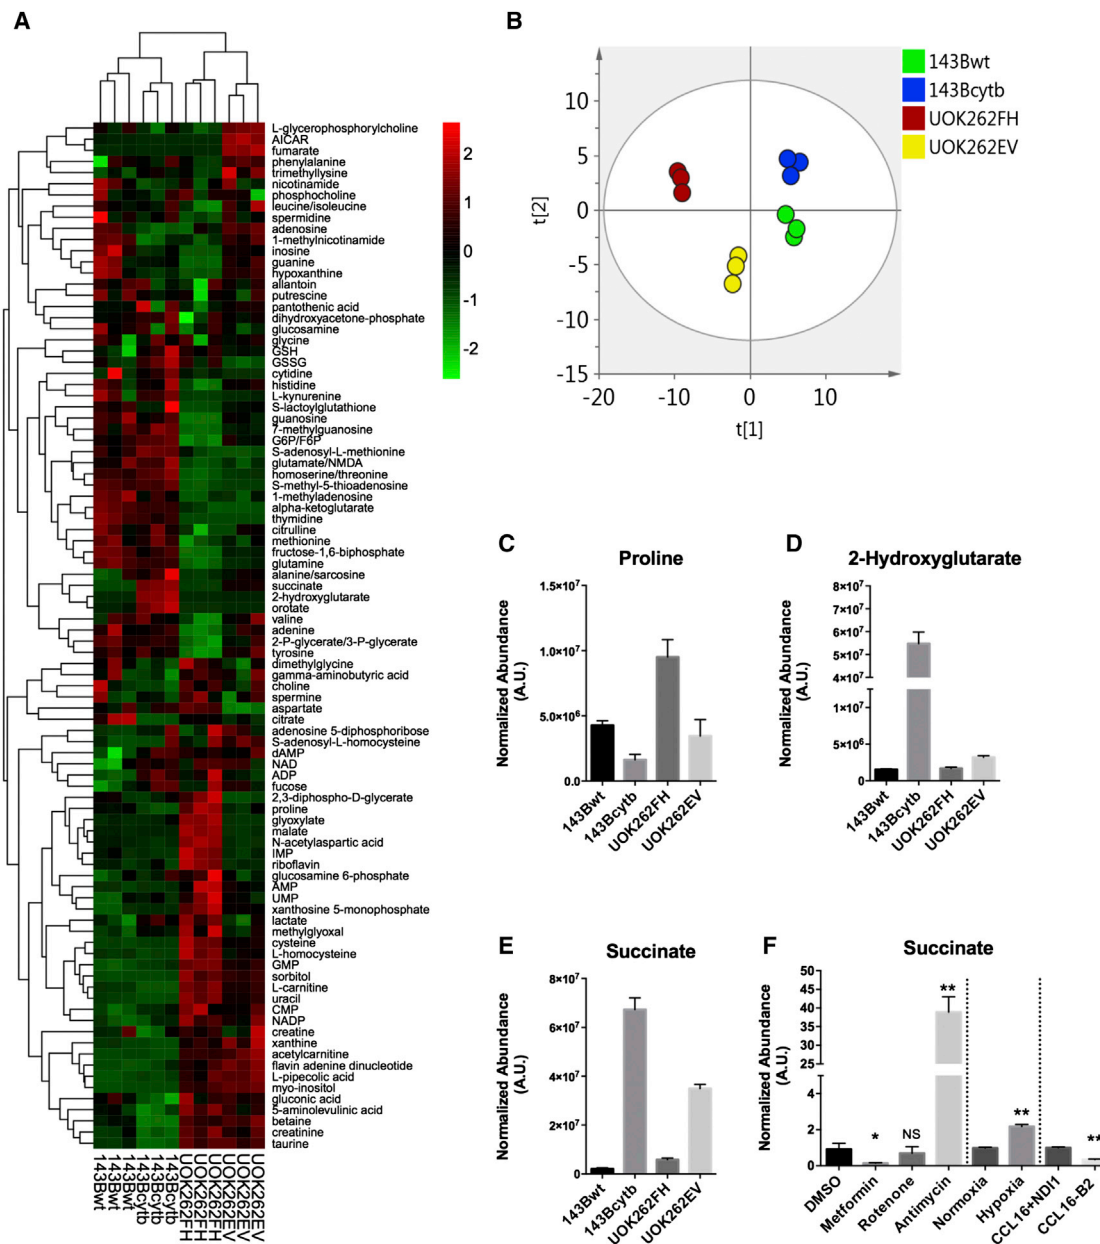 A
L-glycerophosphorylcholine
AICAR
fumarate
phenylalanine
trimethyllysine
nicotinamide
phosphocholine
leucine/isoleucine
spermidine
adenosine
1-methylnicotinamide
inosine
guanine
hypoxanthine
allantoin
putrescine
pantothenic acid
dihydroxyacetone-phosphate
glucosamine
glycine
GSH
GSSG
cytidine
histidine
L-kynurenine
S-lactoylglutathione
guanosine
7-methylguanosine
G6P/F6P
S-adenosyl-L-methionine
glutamate/NMDA
homoserine/threonine
S-methyl-5-thioadenosine
1-methyladenosine
alpha-ketoglutarate
thymidine
citrulline
methionine
fructose-1,6-biphosphate
glutamine
alanine/sarcosine
succinate
2-hydroxyglutarate
orotate
valine
adenine
2-P-glycerate/3-P-glycerate
tyrosine
dimethylglycine
gamma-aminobutyric acid
choline
spermine
aspartate
citrate
adenosine 5-diphosphoribose
S-adenosyl-L-homocysteine
dAMP
NAD
ADP
fucose
2,3-diphospho-D-glycerate
proline
glyoxylate
malate
N-acetylaspartic acid
IMP
riboflavin
glucosamine 6-phosphate
AMP
UMP
xanthosine 5-monophosphate
lactate
methylglyoxal
cysteine
L-homocysteine
GMP
sorbitol
L-carnitine
uracil
CMP
NADP
creatine
xanthine
acetylcarnitine
flavin adenine dinucleotide
L-pipecolic acid
myo-inositol
gluconic acid
5-aminolevulinic acid
betaine
creatinine
taurine
143Bwt
143Bwt
143Bwt
143Bcytb
143Bcytb
143Bcytb
UOK262FH
UOK262FH
UOK262FH
UOK262EV
UOK262EV
UOK262EV
2
1
0
-1
-2
B
143Bwt
143Bcytb
UOK262FH
UOK262EV
10
5
0
-5
-10
-15
t[2]
-20
-10
0
10
t[1]
C
Proline
Normalized Abundance
(A.U.)
1.5×10⁷
1.0×10⁷
5.0×10⁶
0.0
143Bwt
143Bcytb
UOK262FH
UOK262EV
D
2-Hydroxyglutarate
Normalized Abundance
(A.U.)
8×10⁷
7×10⁷
6×10⁷
5×10⁷
4×10⁷
1×10⁷
5×10⁶
0
143Bwt
143Bcytb
UOK262FH
UOK262EV
E
Succinate
Normalized Abundance
(A.U.)
8×10⁷
6×10⁷
4×10⁷
2×10⁷
0
143Bwt
143Bcytb
UOK262FH
UOK262EV
F
Succinate
Normalized Abundance
(A.U.)
50
45
40
35
30
25
6
4
2
0
*
NS
**
**
**
DMSO
Metformin
Rotenone
Antimycin
Normoxia
Hypoxia
CCL16+NDI1
CCL16-B2